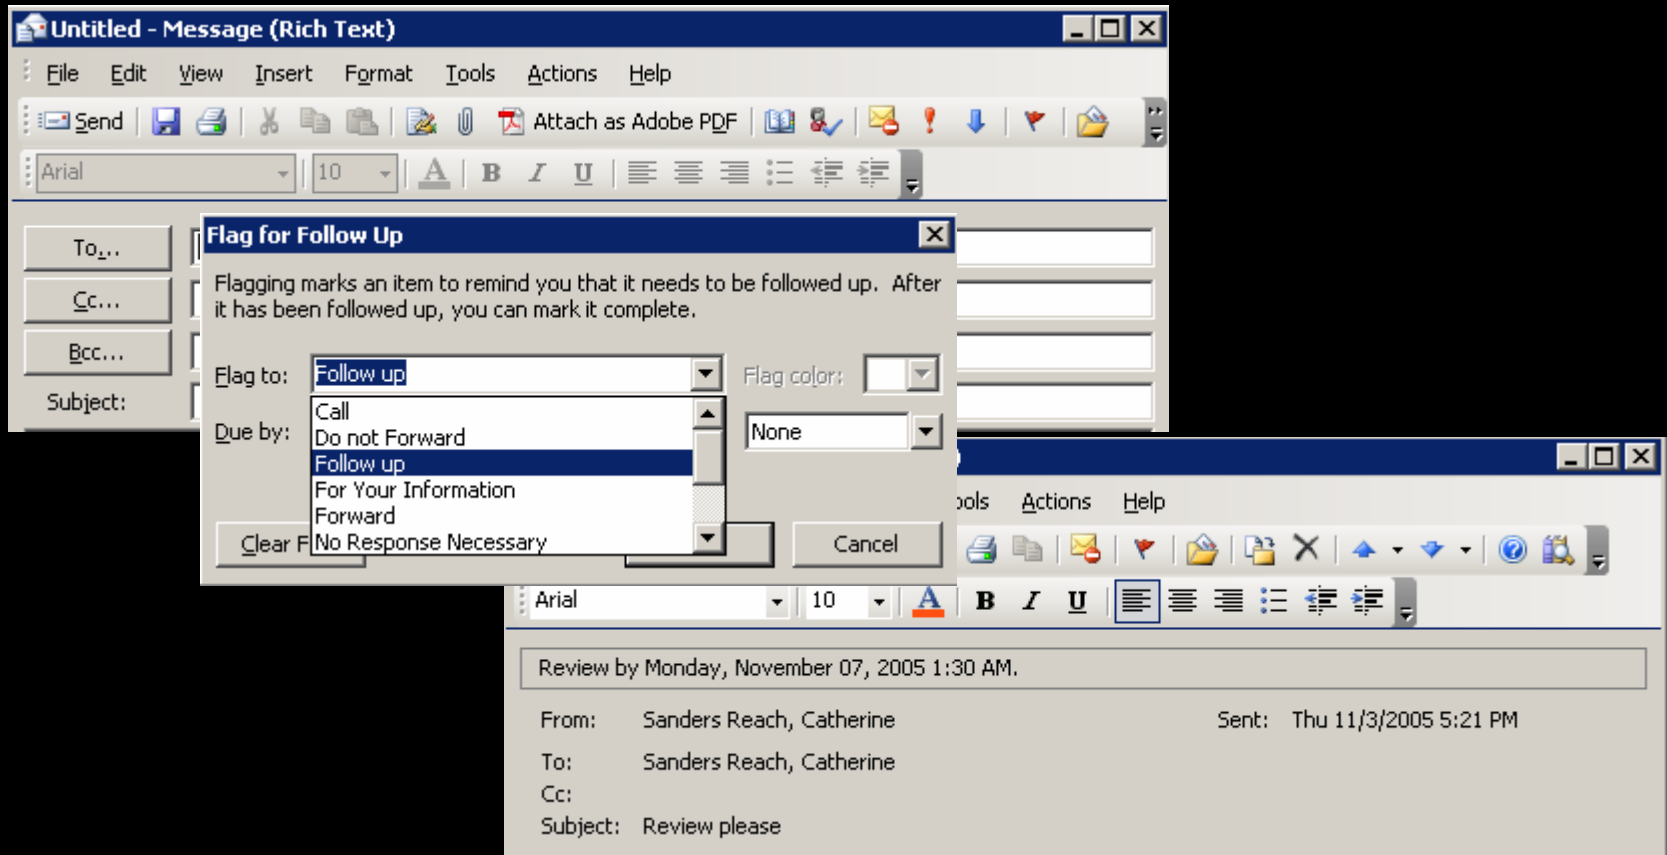 Untitled - Message (Rich Text)
File Edit View Insert Format Tools Actions Help
Send Attach as Adobe PDF
Arial 10 A B I U
To...
Cc...
Bcc...
Subject:
Flag for Follow Up
Flagging marks an item to remind you that it needs to be followed up. After
it has been followed up, you can mark it complete.
Flag to: Follow up Flag color:
Due by: None
Call
Do not Forward
Follow up
For Your Information
Forward
No Response Necessary
Clear F Cancel
ools Actions Help
Arial 10 A B I U
Review by Monday, November 07, 2005 1:30 AM.
From: Sanders Reach, Catherine Sent: Thu 11/3/2005 5:21 PM
To: Sanders Reach, Catherine
Cc:
Subject: Review please